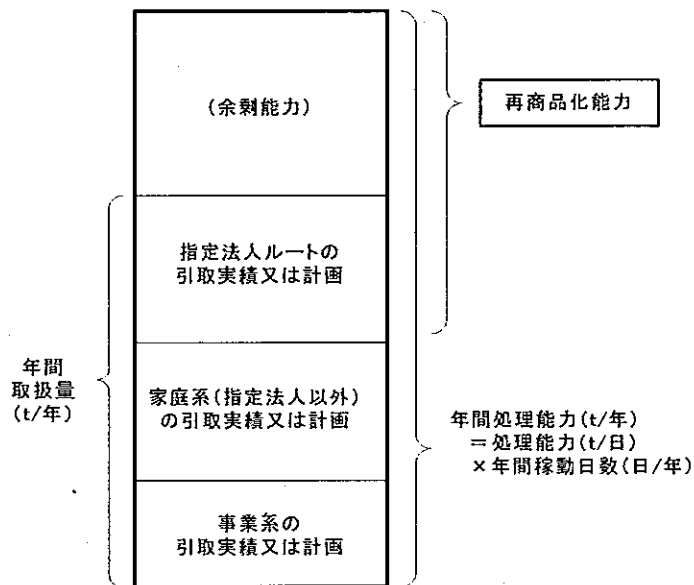 (余剰能力)
再商品化能力
指定法人ルートの
引取実績又は計画
年間
取扱量
(t/年)
家庭系(指定法人以外)
の引取実績又は計画
年間処理能力(t/年)
=処理能力(t/日)
×年間稼動日数(日/年)
事業系の
引取実績又は計画